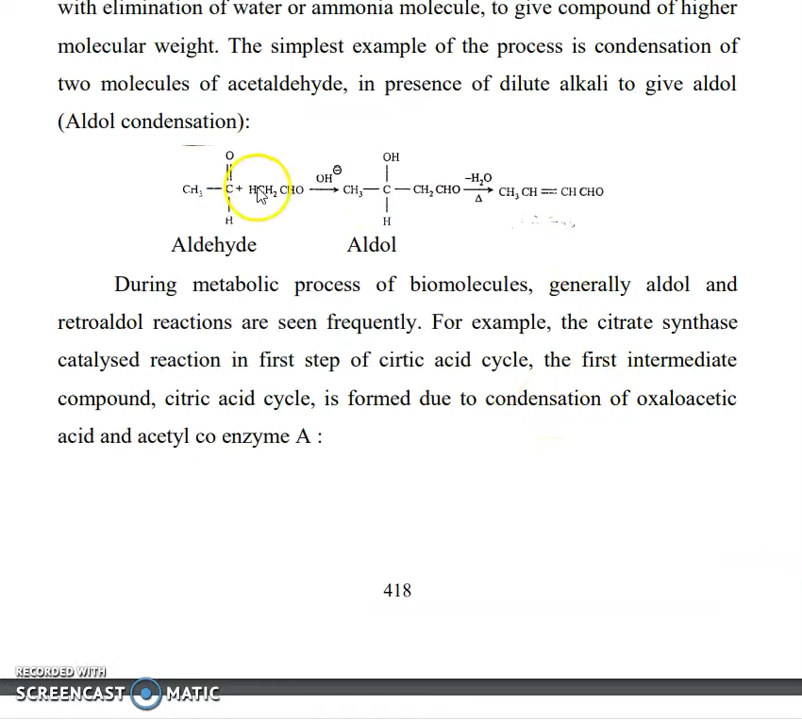 with elimination of water or ammonia molecule, to give compound of higher
molecular weight. The simplest example of the process is condensation of
two molecules of acetaldehyde, in presence of dilute alkali to give aldol
(Aldol condensation):
O OH
CH₃ — C + HCH₂ CHO OH⊖ → CH₃ — C — CH₂ CHO –H₂O Δ → CH₃ CH = CH CHO
H H
Aldehyde Aldol
During metabolic process of biomolecules, generally aldol and
retroaldol reactions are seen frequently. For example, the citrate synthase
catalysed reaction in first step of cirtic acid cycle, the first intermediate
compound, citric acid cycle, is formed due to condensation of oxaloacetic
acid and acetyl co enzyme A :
418
RECORDED WITH
SCREENCAST MATIC